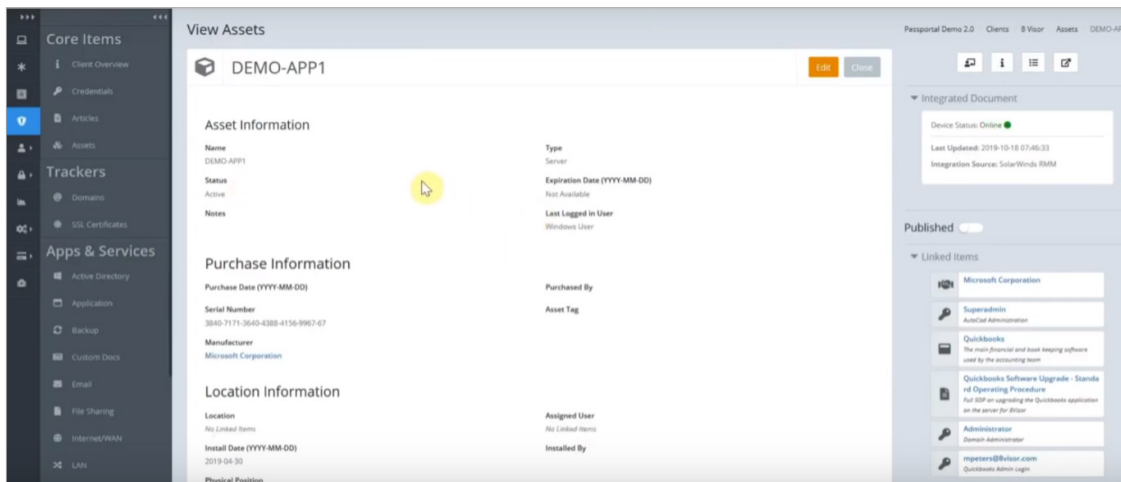 >>>
<<<
Core Items
Client Overview
Credentials
Articles
Assets
Trackers
Domains
SSL Certificates
Apps & Services
Active Directory
Application
Backup
Custom Docs
Email
File Sharing
Internet/WAN
LAN
View Assets
Passportal Demo 2.0 Clients 8 Visor Assets DEMO-AP
DEMO-APP1
Edit
Close
Asset Information
Name
DEMO-APP1
Type
Server
Status
Active
Expiration Date (YYYY-MM-DD)
Not Available
Notes
Last Logged in User
Windows User
Purchase Information
Purchase Date (YYYY-MM-DD)
Purchased By
Serial Number
3840-7171-3640-4388-4156-9967-67
Asset Tag
Manufacturer
Microsoft Corporation
Location Information
Location
No Linked Items
Assigned User
No Linked Items
Install Date (YYYY-MM-DD)
2019-04-30
Installed By
Physical Position
Integrated Document
Device Status: Online
Last Updated: 2019-10-18 07:46:33
Integration Source: SolarWinds RMM
Published
Linked Items
Microsoft Corporation
Superadmin
AutoCad Administration
Quickbooks
The main financial and book keeping software
used by the accounting team
Quickbooks Software Upgrade - Standa
rd Operating Procedure
Full SOP on upgrading the Quickbooks application
on the server for 8Visor
Administrator
Domain Administrator
mpeters@8visor.com
Quickbooks Admin Login